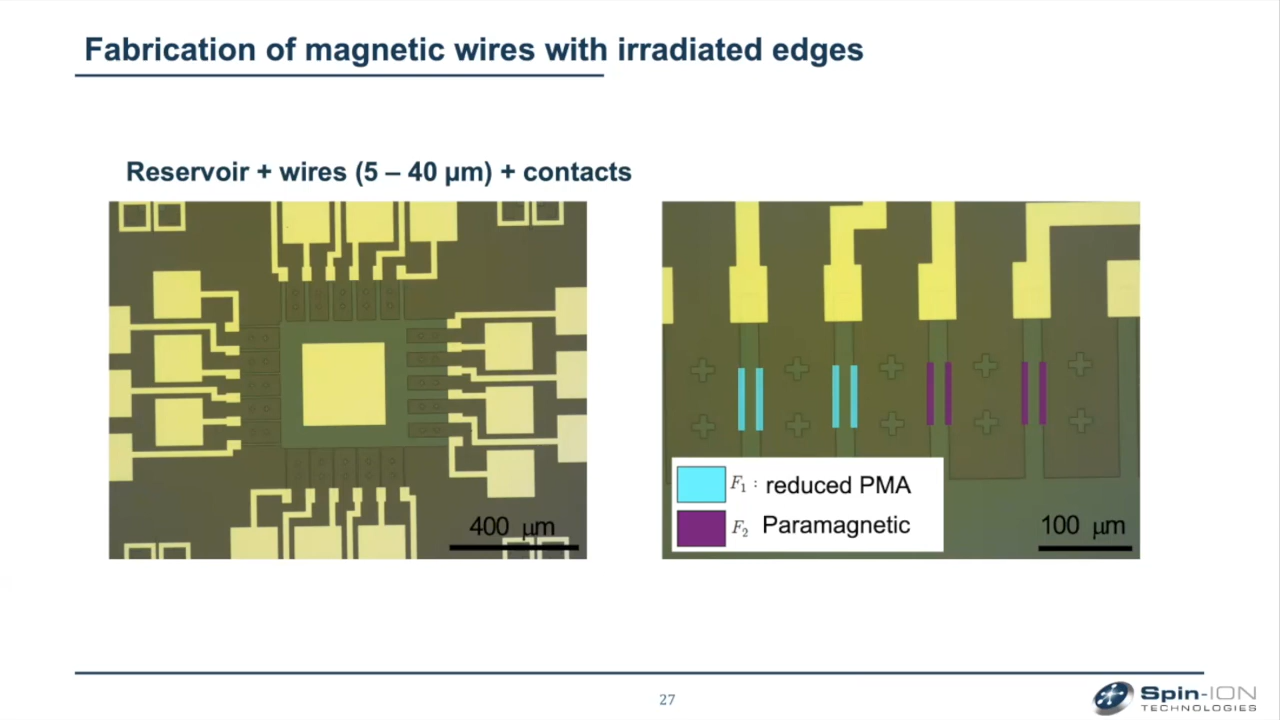 Fabrication of magnetic wires with irradiated edges
Reservoir + wires (5 – 40 µm) + contacts
400 µm
F₁ : reduced PMA
F₂ Paramagnetic
100 µm
27
Spin-ION
TECHNOLOGIES